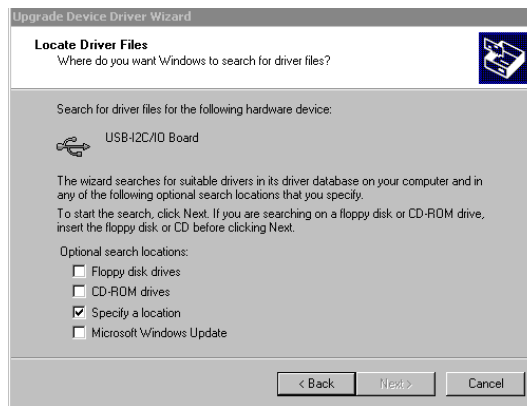 Upgrade Device Driver Wizard
Locate Driver Files
Where do you want Windows to search for driver files?
Search for driver files for the following hardware device:
USB-I2C/IO Board
The wizard searches for suitable drivers in its driver database on your computer and in
any of the following optional search locations that you specify.
To start the search, click Next. If you are searching on a floppy disk or CD-ROM drive,
insert the floppy disk or CD before clicking Next.
Optional search locations:
Floppy disk drives
CD-ROM drives
Specify a location
Microsoft Windows Update
< Back Next > Cancel